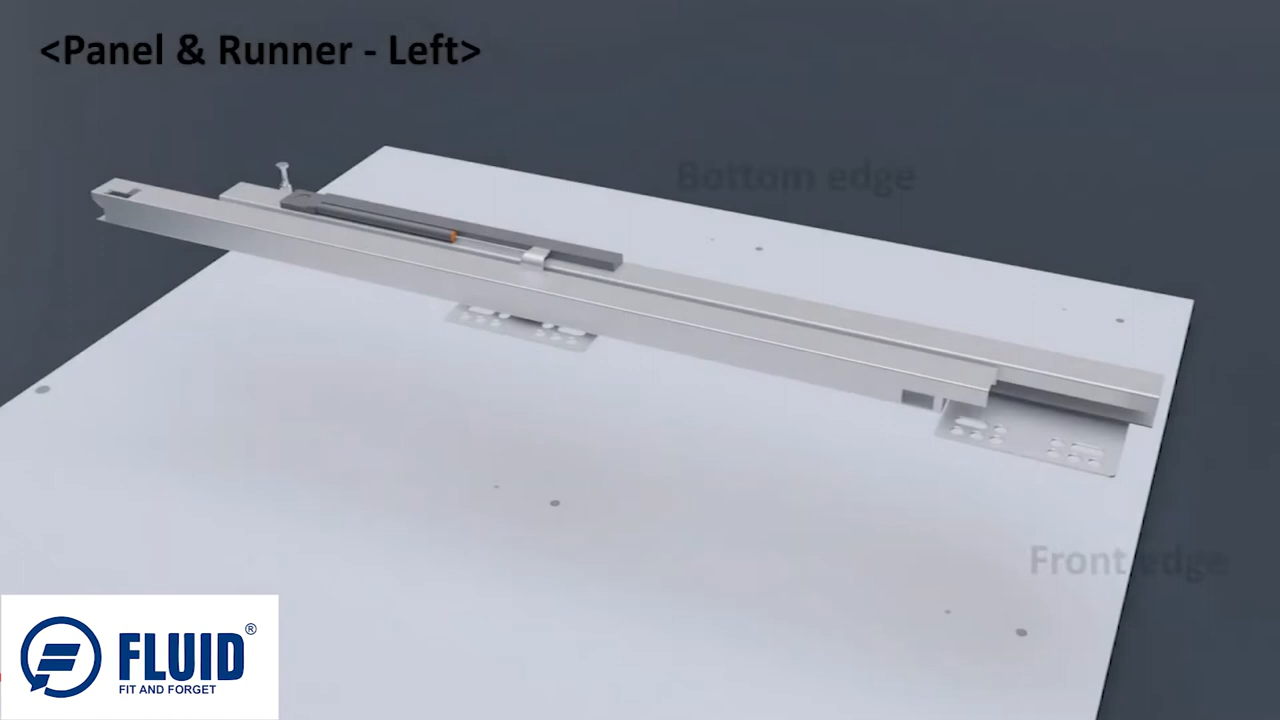 <Panel & Runner - Left>
Bottom edge
Front edge
FLUID®
FIT AND FORGET